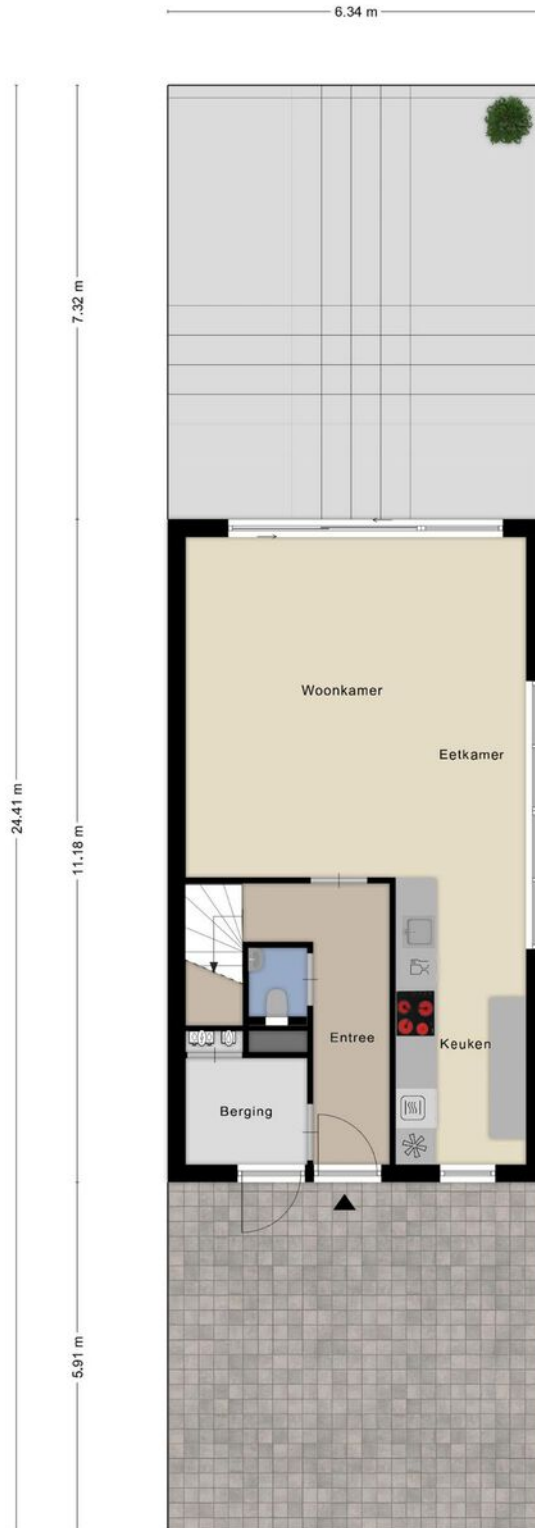 6.34 m
7.32 m
Woonkamer
Eetkamer
24.41 m
11.18 m
Entree
Keuken
Berging
5.91 m